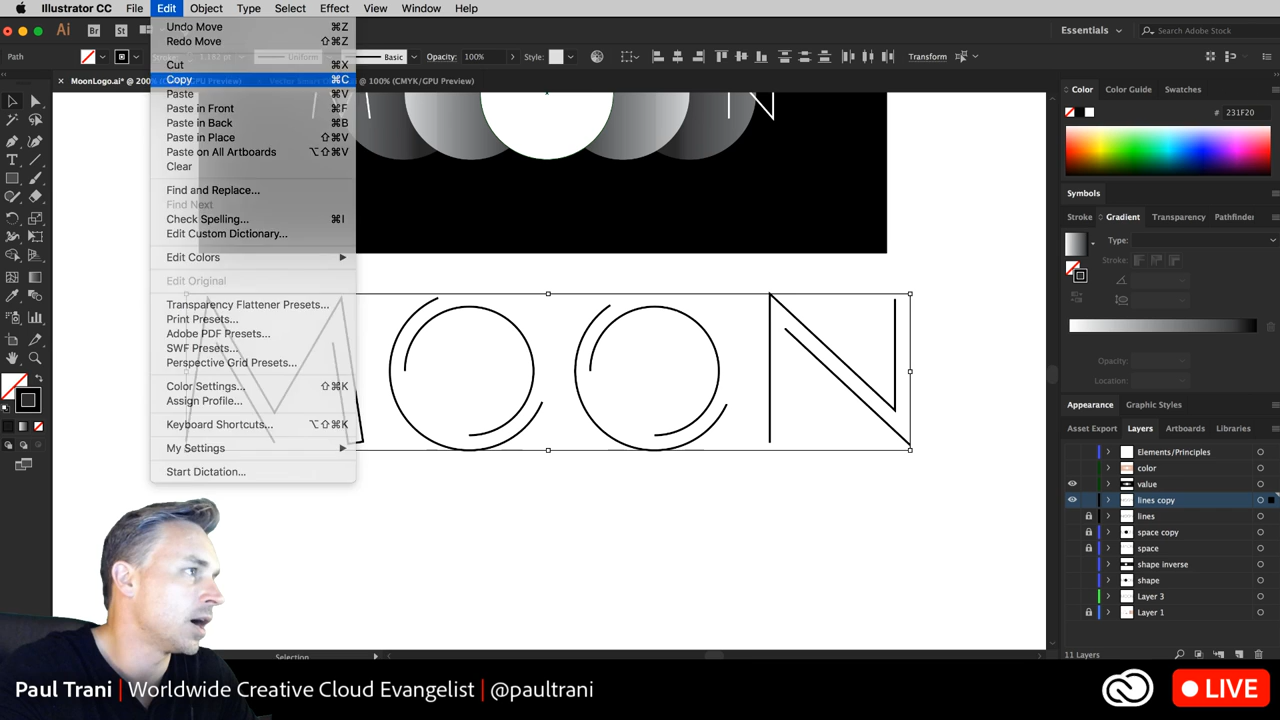 Illustrator CC File Edit Object Type Select Effect View Window Help
Ai Br St Essentials Search Adobe Stock
Path Uniform Basic Opacity: 100% Style: Transform
MoonLogo.ai* @ 200% @ 100% (CMYK/GPU Preview)
Undo Move ⌘Z
Redo Move ⇧⌘Z
Cut ⌘X
Copy ⌘C
Paste ⌘V
Paste in Front ⌘F
Paste in Back ⌘B
Paste in Place ⇧⌘V
Paste on All Artboards ⌥⇧⌘V
Clear
Find and Replace...
Find Next
Check Spelling... ⌘I
Edit Custom Dictionary...
Edit Colors
Edit Original
Transparency Flattener Presets...
Print Presets...
Adobe PDF Presets...
SWF Presets...
Perspective Grid Presets...
Color Settings... ⇧⌘K
Assign Profile...
Keyboard Shortcuts... ⌥⇧⌘K
My Settings
Start Dictation...
MOON
Selection
Color Color Guide Swatches
# 231F20
Symbols
Stroke Gradient Transparency Pathfinder
Type:
Stroke:
Opacity:
Location:
Appearance Graphic Styles
Asset Export Layers Artboards Libraries
Elements/Principles
color
value
lines copy
lines
space copy
space
shape inverse
shape
Layer 3
Layer 1
11 Layers
Paul Trani | Worldwide Creative Cloud Evangelist | @paultrani
LIVE